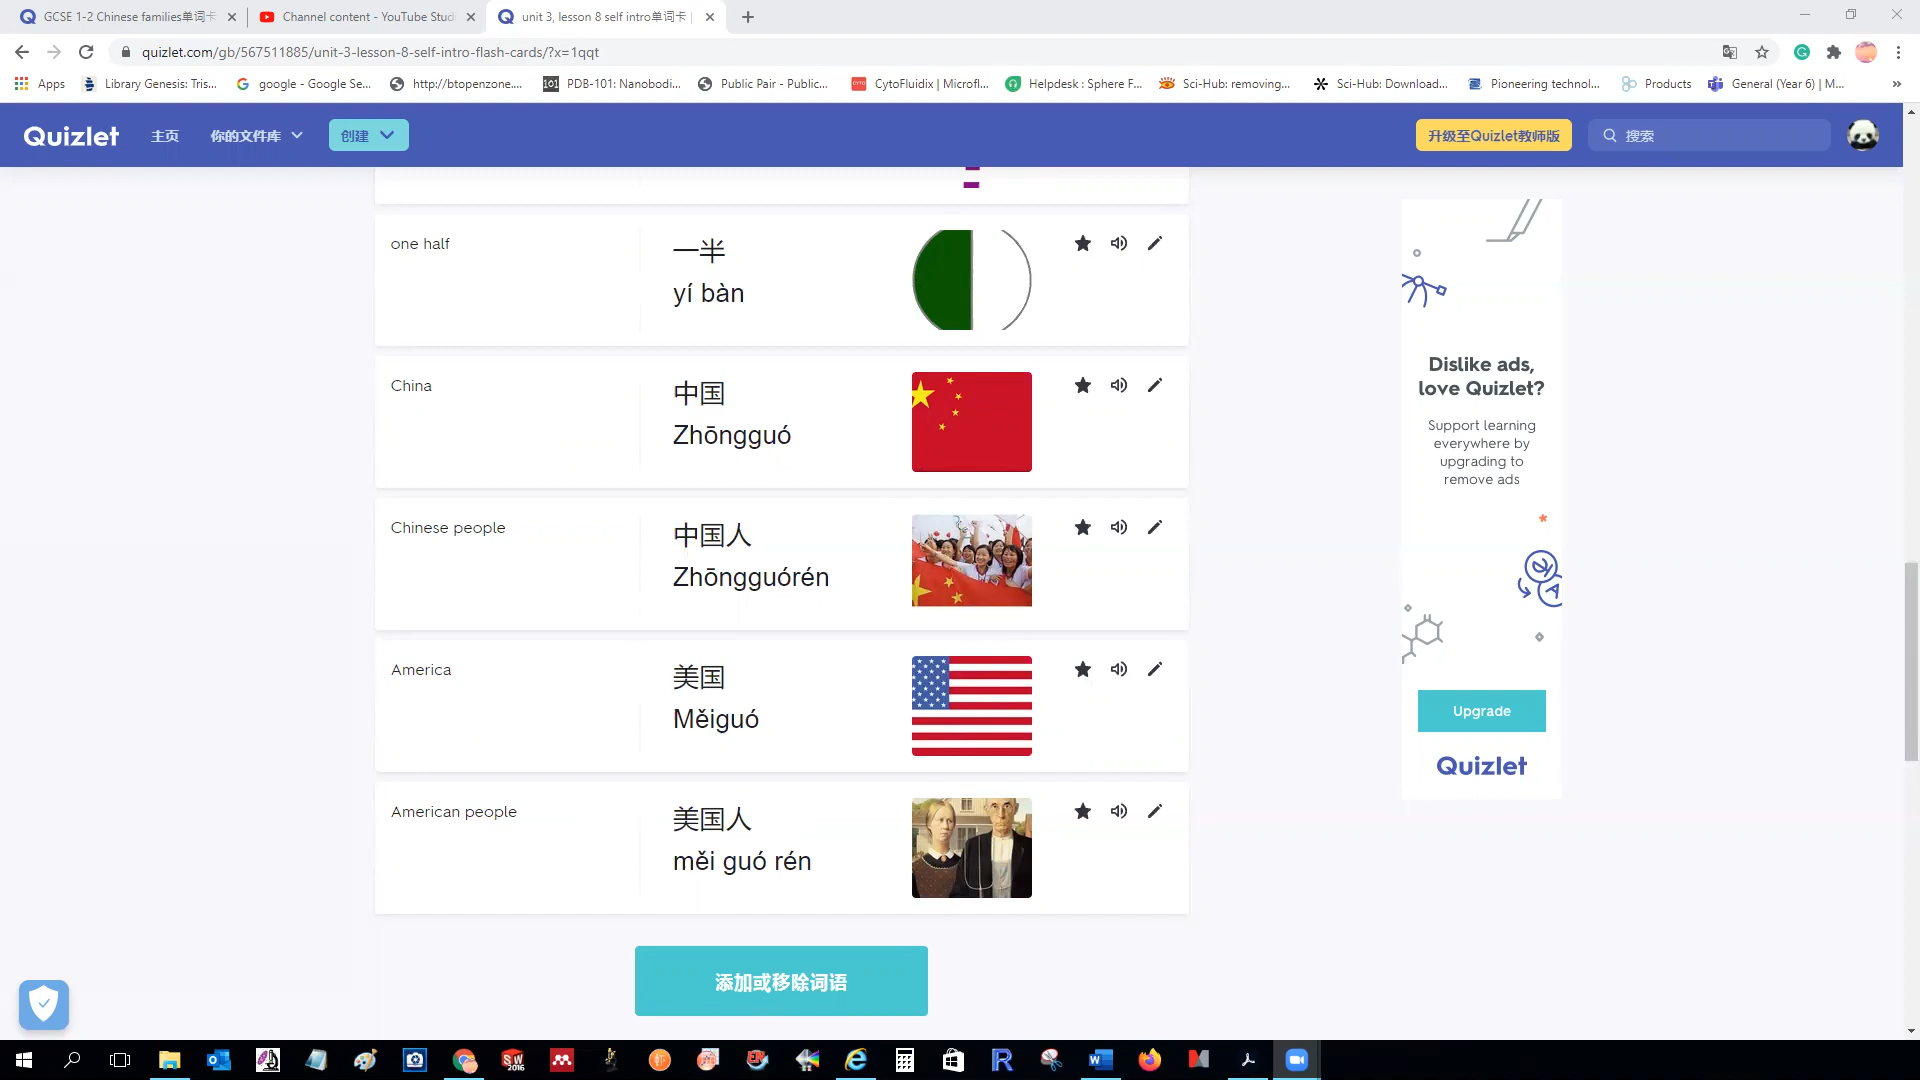 GCSE 1-2 Chinese families单词卡
Channel content - YouTube Studi
unit 3, lesson 8 self intro单词卡 |
quizlet.com/gb/567511885/unit-3-lesson-8-self-intro-flash-cards/?x=1qqt
Apps
Library Genesis: Tris...
google - Google Se...
http://btopenzone....
101
PDB-101: Nanobodi...
Public Pair - Public...
CytoFluidix | Microfl...
Helpdesk : Sphere F...
Sci-Hub: removing...
Sci-Hub: Download...
Pioneering technol...
Products
General (Year 6) | M...
»
Quizlet
主页
你的文件库
创建
升级至Quizlet教师版
搜索
one half
一半
yí bàn
China
中国
Zhōngguó
Chinese people
中国人
Zhōngguórén
America
美国
Měiguó
American people
美国人
měi guó rén
添加或移除词语
Dislike ads,
love Quizlet?
Support learning
everywhere by
upgrading to
remove ads
Upgrade
Quizlet